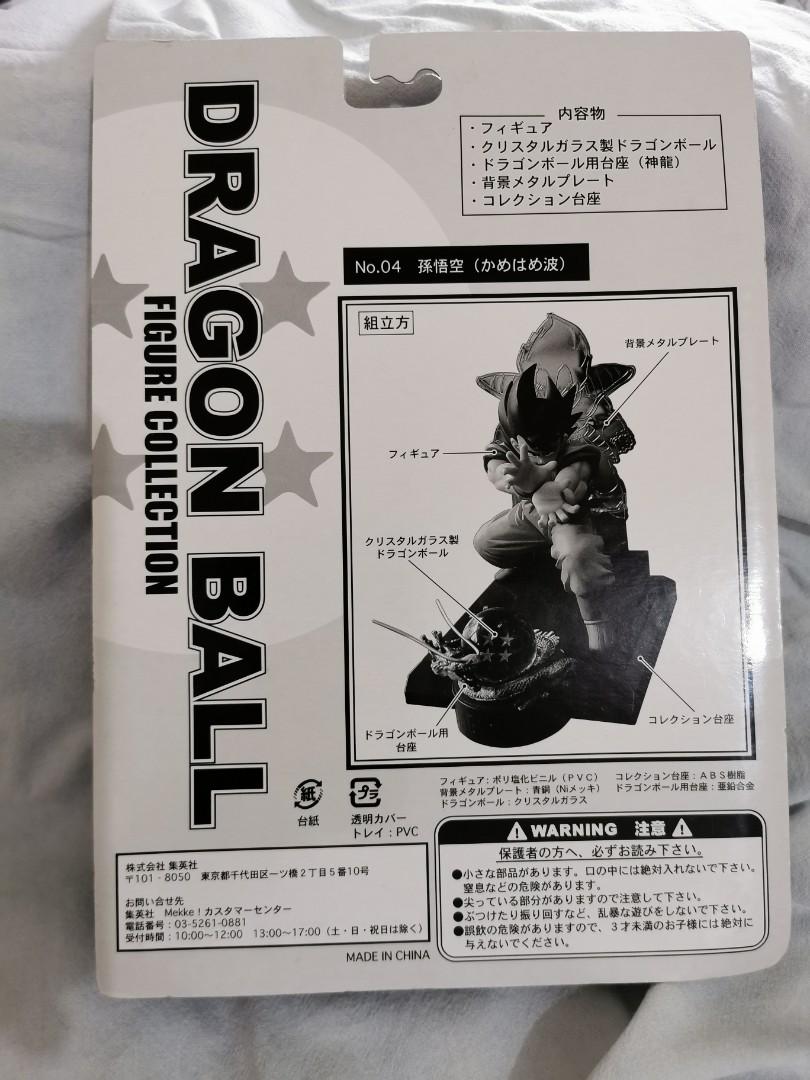 DRAGON BALL
FIGURE COLLECTION
内容物
・フィギュア
・クリスタルガラス製ドラゴンボール
・ドラゴンボール用台座（神龍）
・背景メタルプレート
・コレクション台座
No.04 孫悟空（かめはめ波）
組立方
背景メタルプレート
フィギュア
クリスタルガラス製
ドラゴンボール
ドラゴンボール用
台座
コレクション台座
紙
台紙
プラ
透明カバー
トレイ：PVC
フィギュア：ポリ塩化ビニル（PVC） コレクション台座：ABS樹脂
背景メタルプレート：青銅（Niメッキ） ドラゴンボール用台座：亜鉛合金
ドラゴンボール：クリスタルガラス
株式会社 集英社
〒101-8050 東京都千代田区一ツ橋2丁目5番10号
お問い合せ先
集英社 Mekke！カスタマーセンター
電話番号：03-5261-0881
受付時間：10:00〜12:00 13:00〜17:00（土・日・祝日は除く）
MADE IN CHINA
WARNING 注意
保護者の方へ、必ずお読み下さい。
●小さな部品があります。口の中には絶対入れないで下さい。
窒息などの危険があります。
●尖っている部分がありますので注意して下さい。
●ぶつけたり振り回すなど、乱暴な遊びをしないで下さい。
●誤飲の危険がありますので、3才未満のお子様には絶対に
与えないでください。